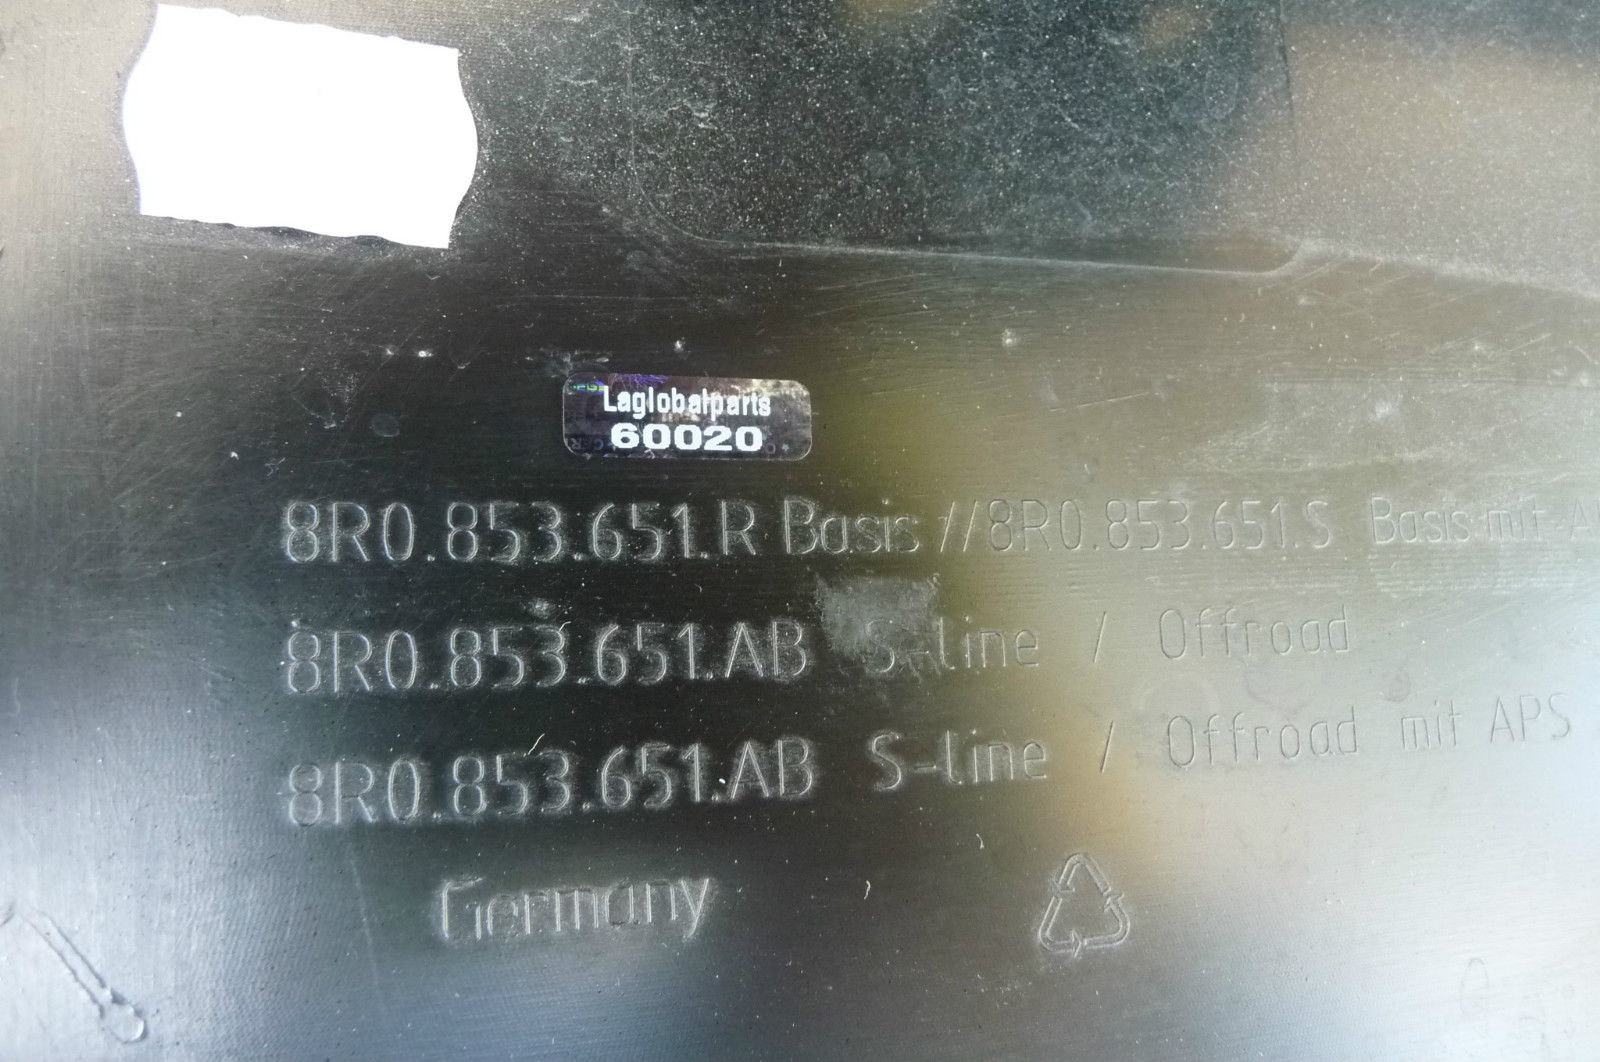 Laglobalparts
60020
8R0.853.651.R Basis //8R0.853.651.S Basis mit A
8R0.853.651.AB S-line / Offroad
8R0.853.651.AB S-line / Offroad mit APS
Germany